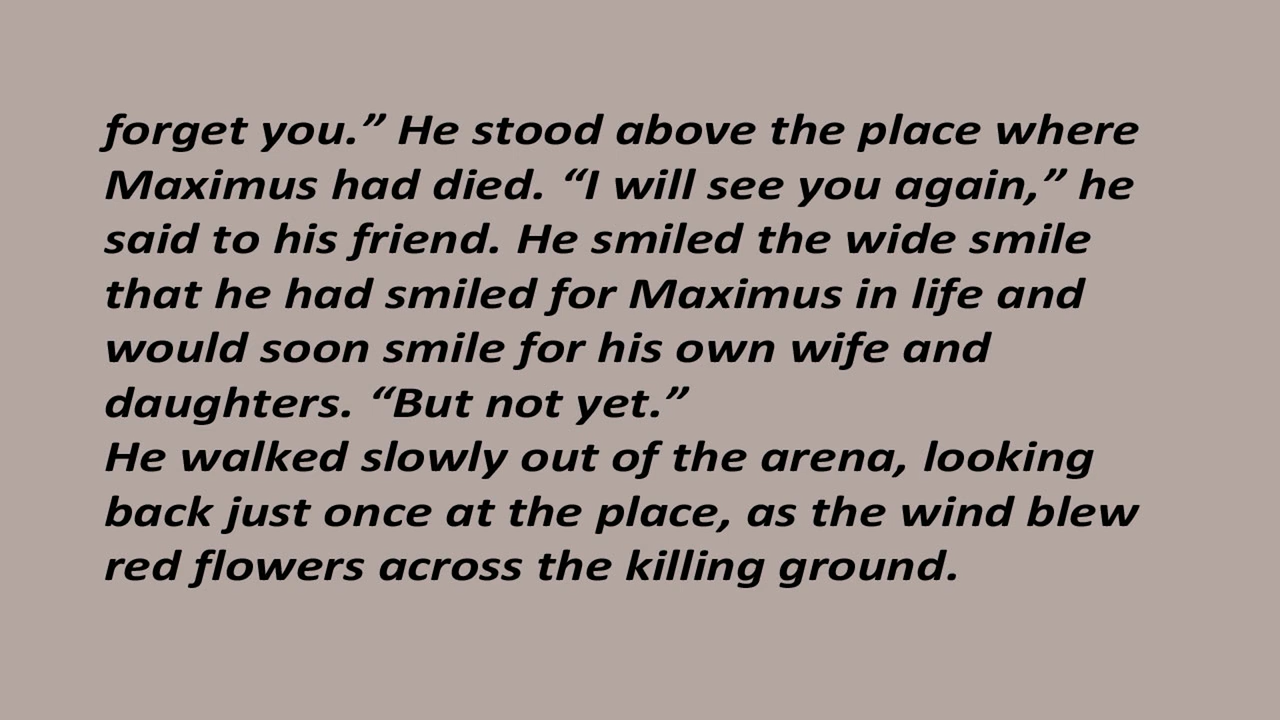 forget you.” He stood above the place where
Maximus had died. “I will see you again,” he
said to his friend. He smiled the wide smile
that he had smiled for Maximus in life and
would soon smile for his own wife and
daughters. “But not yet.”
He walked slowly out of the arena, looking
back just once at the place, as the wind blew
red flowers across the killing ground.